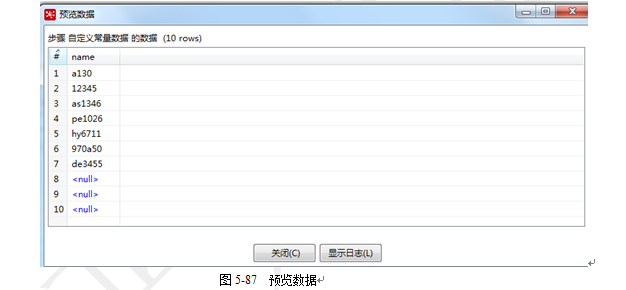 预览数据
步骤 自定义常量数据 的数据 (10 rows)
# name
1 a130
2 12345
3 as1346
4 pe1026
5 hy6711
6 970a50
7 de3455
8 <null>
9 <null>
10 <null>
关闭(C) 显示日志(L)
图 5-87 预览数据